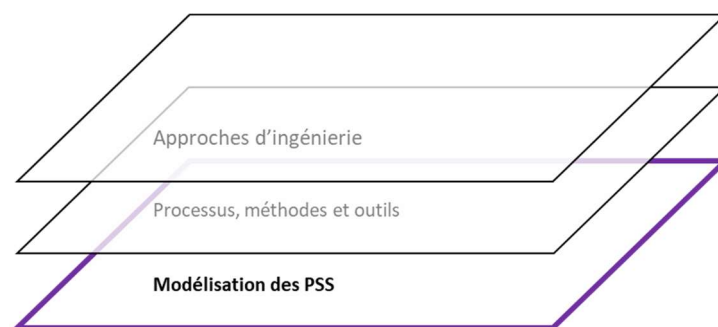 Approches d’ingénierie
Processus, méthodes et outils
Modélisation des PSS